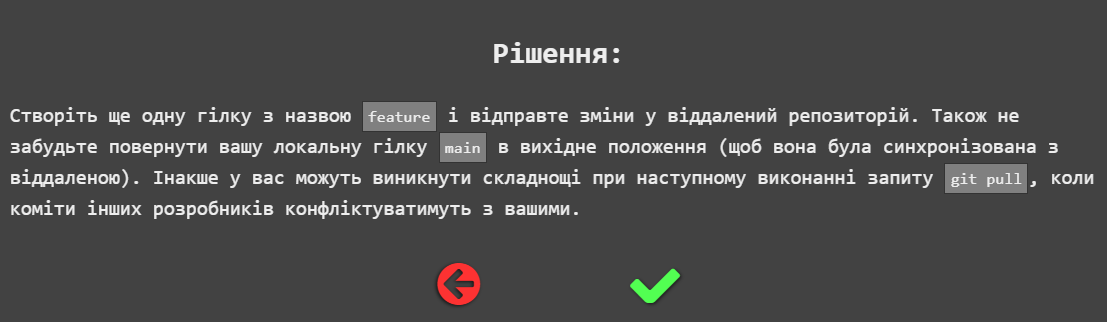 Рішення:
Створіть ще одну гілку з назвою feature і відправте зміни у віддалений репозиторій. Також не
забудьте повернути вашу локальну гілку main в вихідне положення (щоб вона була синхронізована з
віддаленою). Інакше у вас можуть виникнути складнощі при наступному виконанні запиту git pull, коли
коміти інших розробників конфліктуватимуть з вашими.